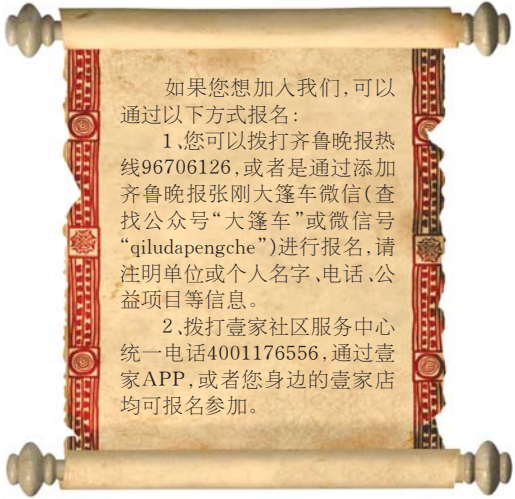 如果您想加入我们,可以
通过以下方式报名:
1、您可以拨打齐鲁晚报热
线96706126,或者是通过添加
齐鲁晚报张刚大篷车微信(查
找公众号“大篷车”或微信号
“qiludapengche”)进行报名,请
注明单位或个人名字、电话、公
益项目等信息。
2、拨打壹家社区服务中心
统一电话4001176556,通过壹
家APP,或者您身边的壹家店
均可报名参加。